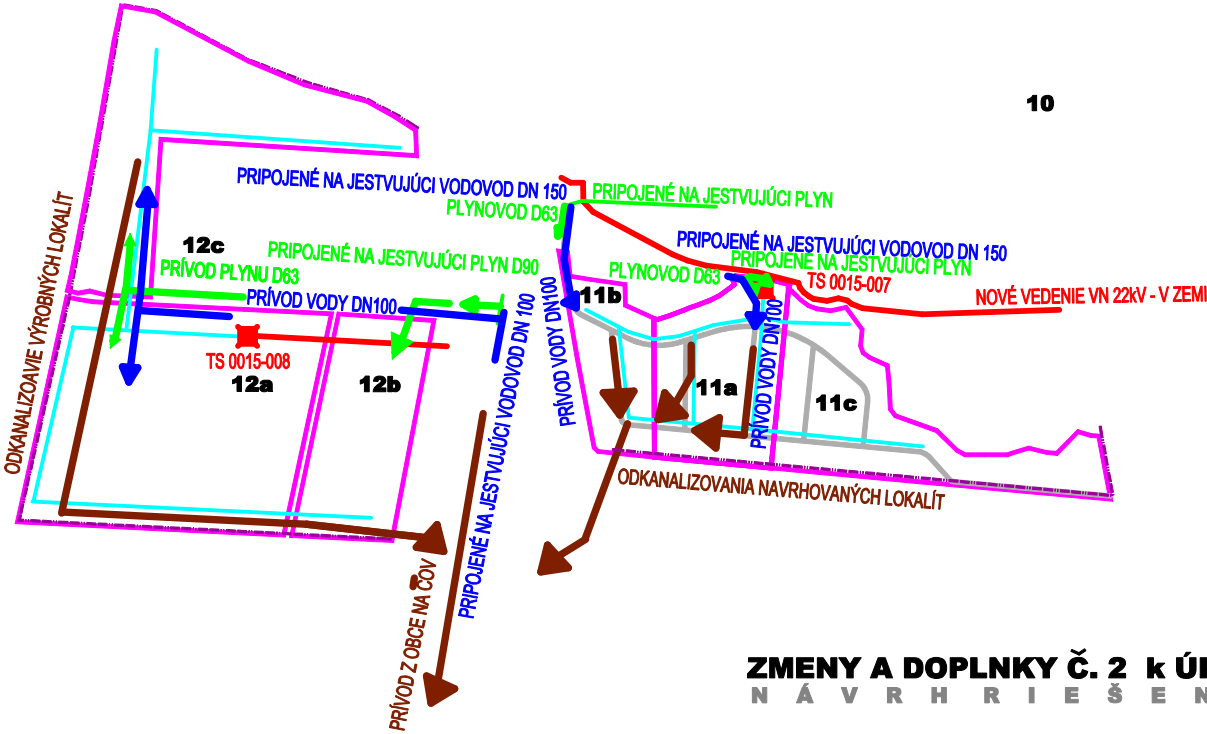 10
PRIPOJENÉ NA JESTVUJÚCI VODOVOD DN 150
PRIPOJENÉ NA JESTVUJÚCI PLYN
PLYNOVOD D63
PRIPOJENÉ NA JESTVUJÚCI VODOVOD DN 150
12c
PRIPOJENÉ NA JESTVUJÚCI PLYN D90
PRIPOJENÉ NA JESTVUJÚCI PLYN
PRÍVOD PLYNU D63
PLYNOVOD D63
TS 0015-007
11b
NOVÉ VEDENIE VN 22kV - V ZEMI
PRÍVOD VODY DN100
ODKANALIZOAVIE VÝROBNÝCH LOKALÍT
TS 0015-008
12a
12b
PRÍVOD VODY DN100
PRÍVOD VODY DN100
11a
11c
PRIPOJENÉ NA JESTVUJÚCI VODOVOD DN 100
ODKANALIZOVANIA NAVRHOVANÝCH LOKALÍT
PRÍVOD Z OBCE NA ČOV
ZMENY A DOPLNKY Č. 2 k Ú
N Á V R H R I E Š E N